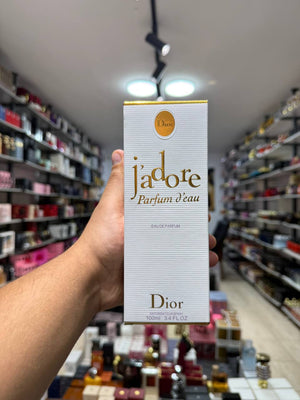 Dior
j'adore
Parfum d'eau
EAU DE PARFUM
Dior
100ml 3.4 FL.OZ